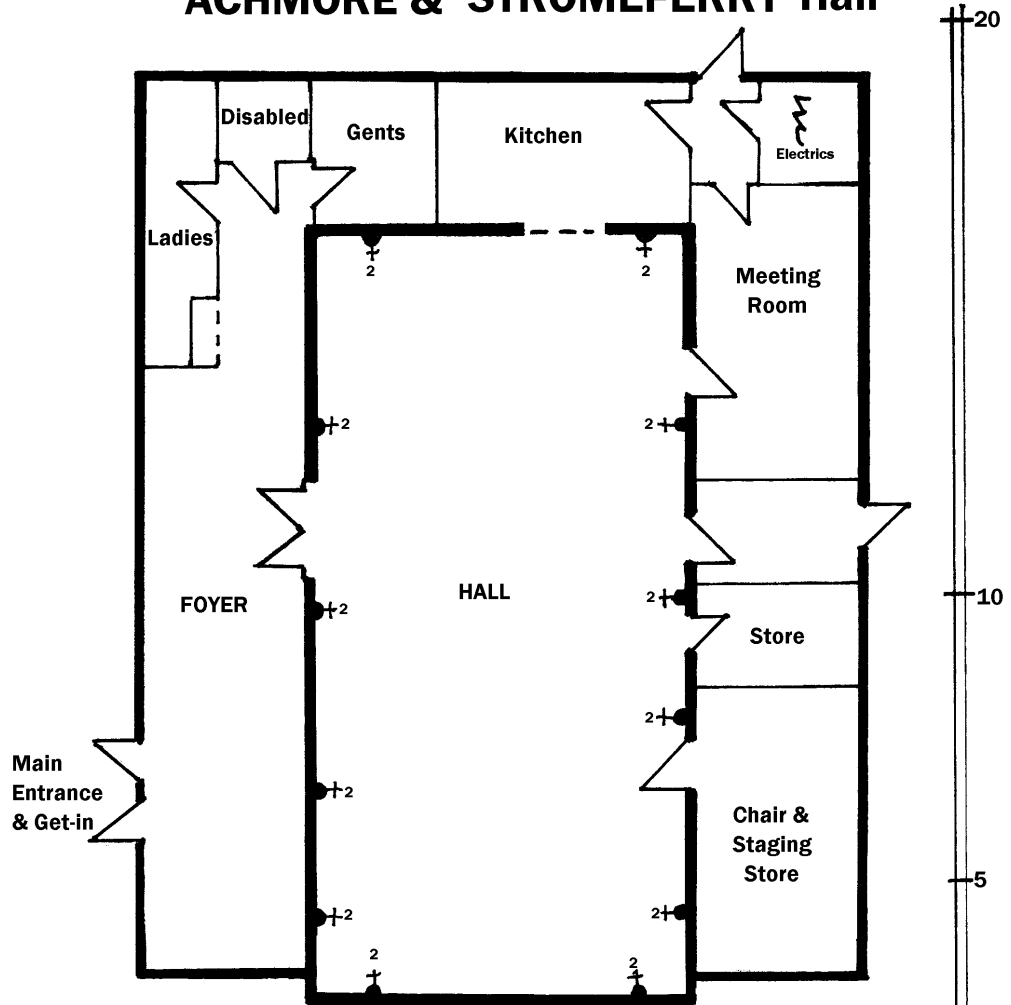 ACHMORE & STROMEFERRY Hall
20
Disabled
Gents
Kitchen
Electrics
Ladies
2
2
Meeting
Room
2
2
HALL
FOYER
2
2
10
Store
2
Main
Entrance
& Get-in
2
Chair &
Staging
Store
5
2
2
2
2